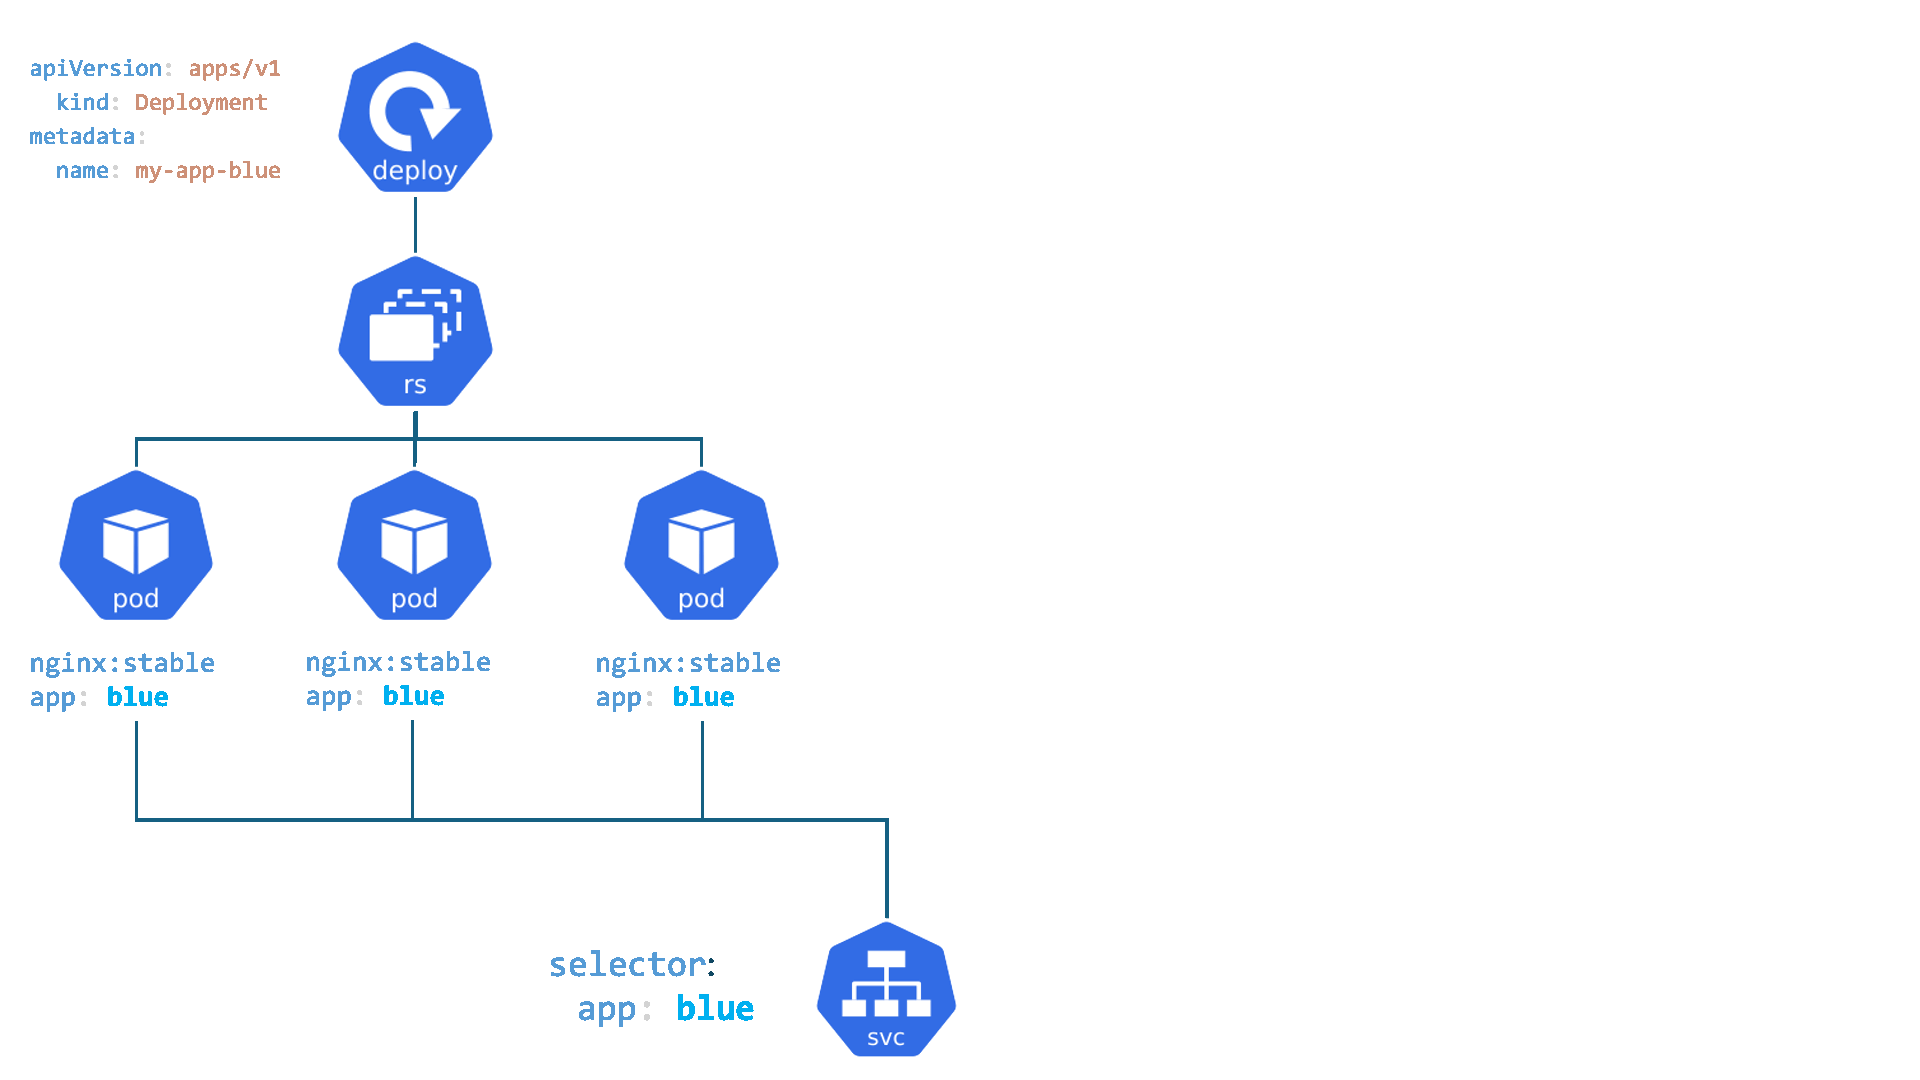 apiVersion: apps/v1
  kind: Deployment
metadata:
  name: my-app-blue
deploy
rs
pod
pod
pod
nginx:stable
app: blue
nginx:stable
app: blue
nginx:stable
app: blue
selector:
  app: blue
svc